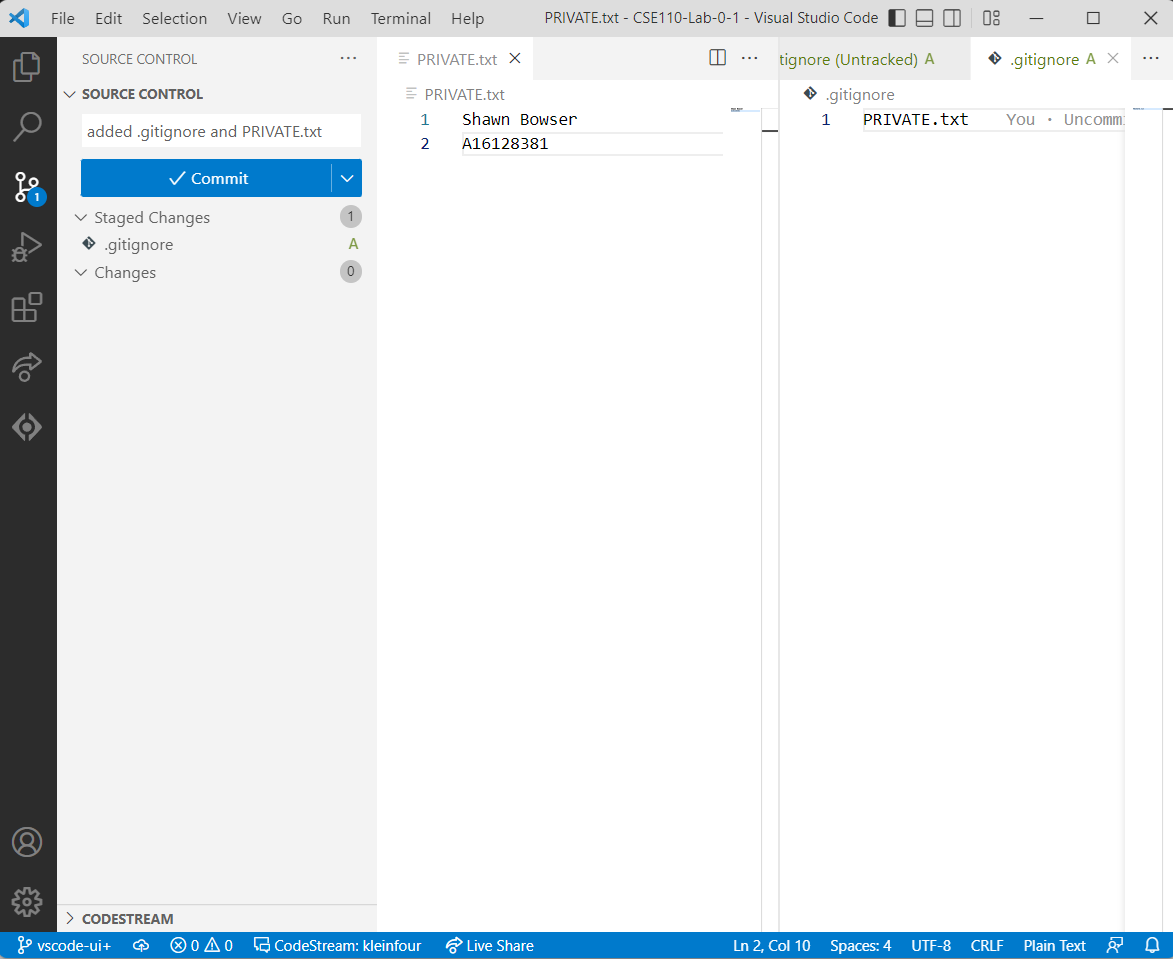 File Edit Selection View Go Run Terminal Help PRIVATE.txt - CSE110-Lab-0-1 - Visual Studio Code
SOURCE CONTROL
SOURCE CONTROL
added .gitignore and PRIVATE.txt
Commit
Staged Changes 1
.gitignore A
Changes 0
1
CODESTREAM
PRIVATE.txt
PRIVATE.txt
1 Shawn Bowser
2 A16128381
tignore (Untracked) A .gitignore A
.gitignore
1 PRIVATE.txt You • Uncommi
vscode-ui+ 0 0 CodeStream: kleinfour Live Share Ln 2, Col 10 Spaces: 4 UTF-8 CRLF Plain Text